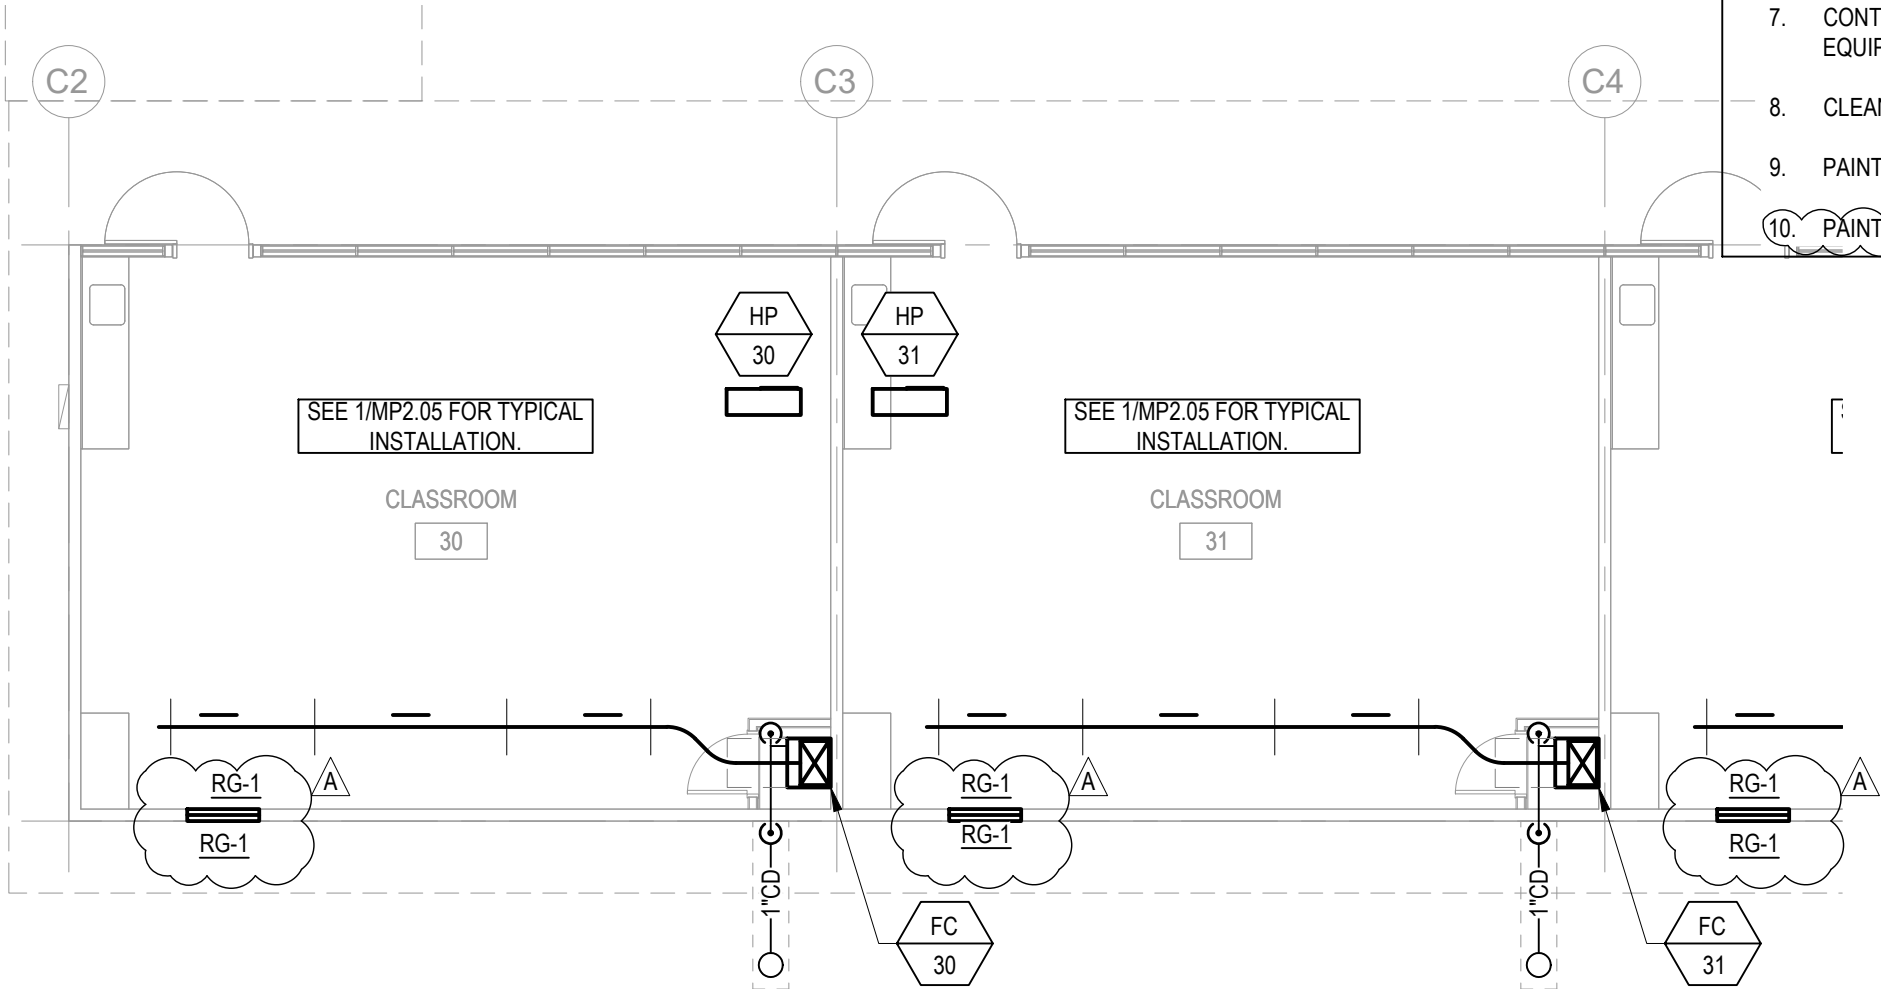 7. CONT
EQUIP
C2
C3
C4
8. CLEAN
9. PAINT
10. PAINT
HP
30
HP
31
SEE 1/MP2.05 FOR TYPICAL
INSTALLATION.
SEE 1/MP2.05 FOR TYPICAL
INSTALLATION.
CLASSROOM
30
CLASSROOM
31
RG-1
A
RG-1
RG-1
A
RG-1
RG-1
A
RG-1
1"CD
1"CD
FC
30
FC
31